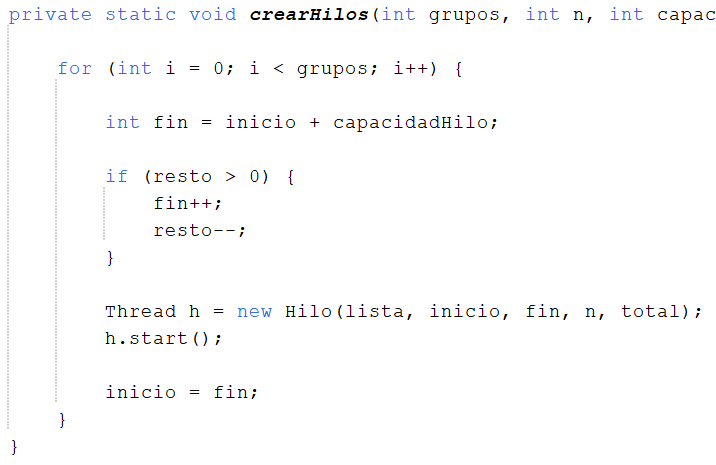 private static void crearHilos(int grupos, int n, int capac
for (int i = 0; i < grupos; i++) {
int fin = inicio + capacidadHilo;
if (resto > 0) {
fin++;
resto--;
}
Thread h = new Hilo(lista, inicio, fin, n, total);
h.start();
inicio = fin;
}
}